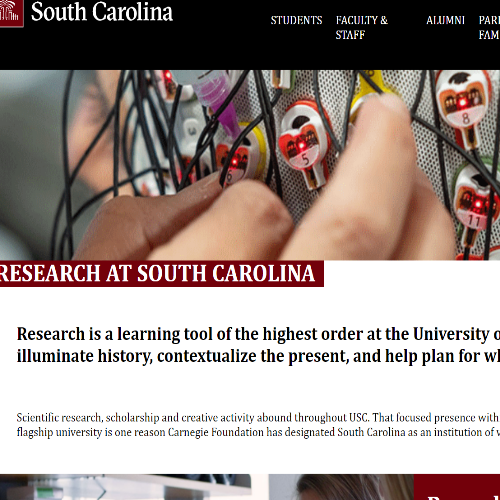 South Carolina
STUDENTS FACULTY & STAFF ALUMNI
8
5
6
11
RESEARCH AT SOUTH CAROLINA
Research is a learning tool of the highest order at the University
illuminate history, contextualize the present, and help plan for
Scientific research, scholarship and creative activity abound throughout USC. That focused presence with
flagship university is one reason Carnegie Foundation has designated South Carolina as an institution of